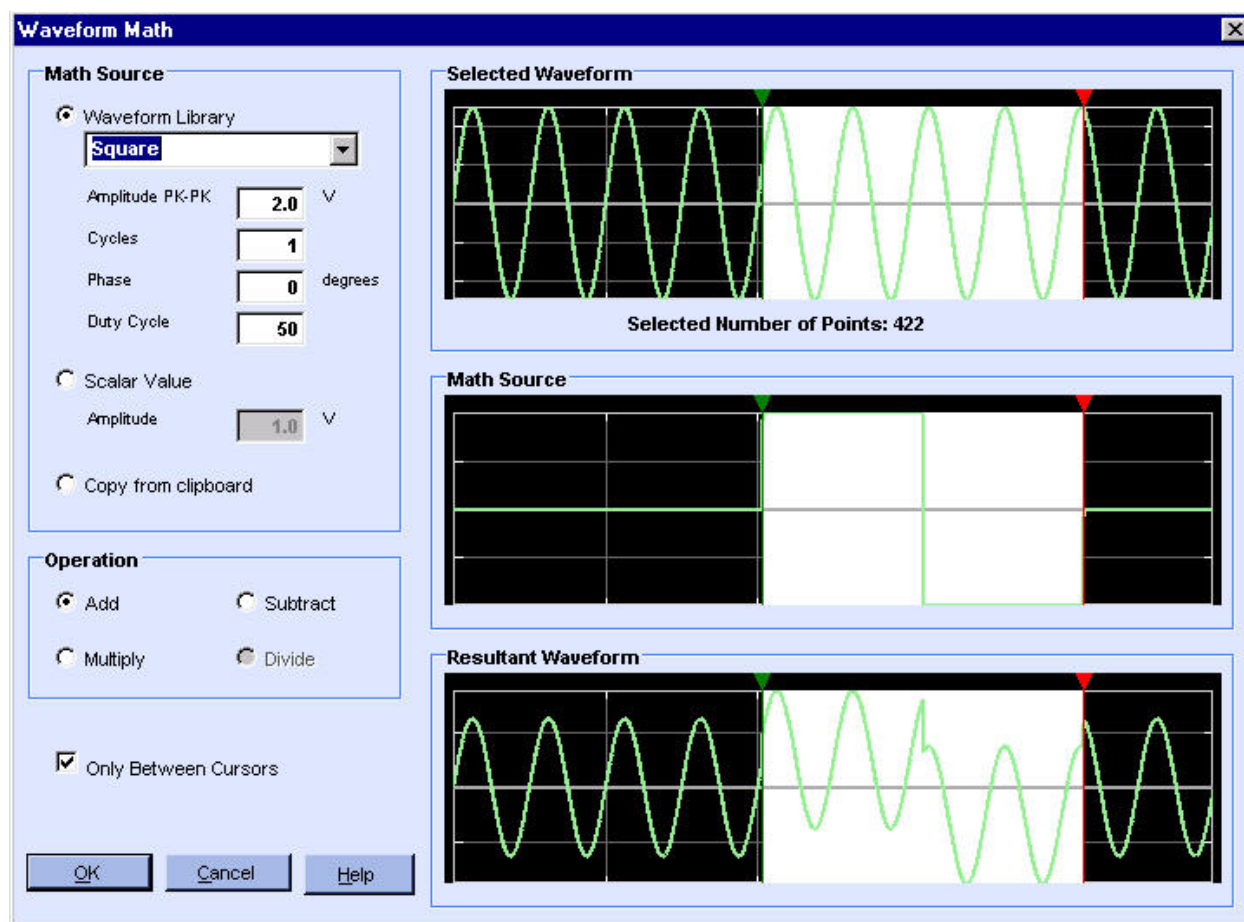 Waveform Math
Math Source
Waveform Library
Square
Amplitude PK-PK 2.0 V
Cycles 1
Phase 0 degrees
Duty Cycle 50
Scalar Value
Amplitude 1.0 V
Copy from clipboard
Operation
Add Subtract
Multiply Divide
Only Between Cursors
OK Cancel Help
Selected Waveform
Selected Number of Points: 422
Math Source
Resultant Waveform